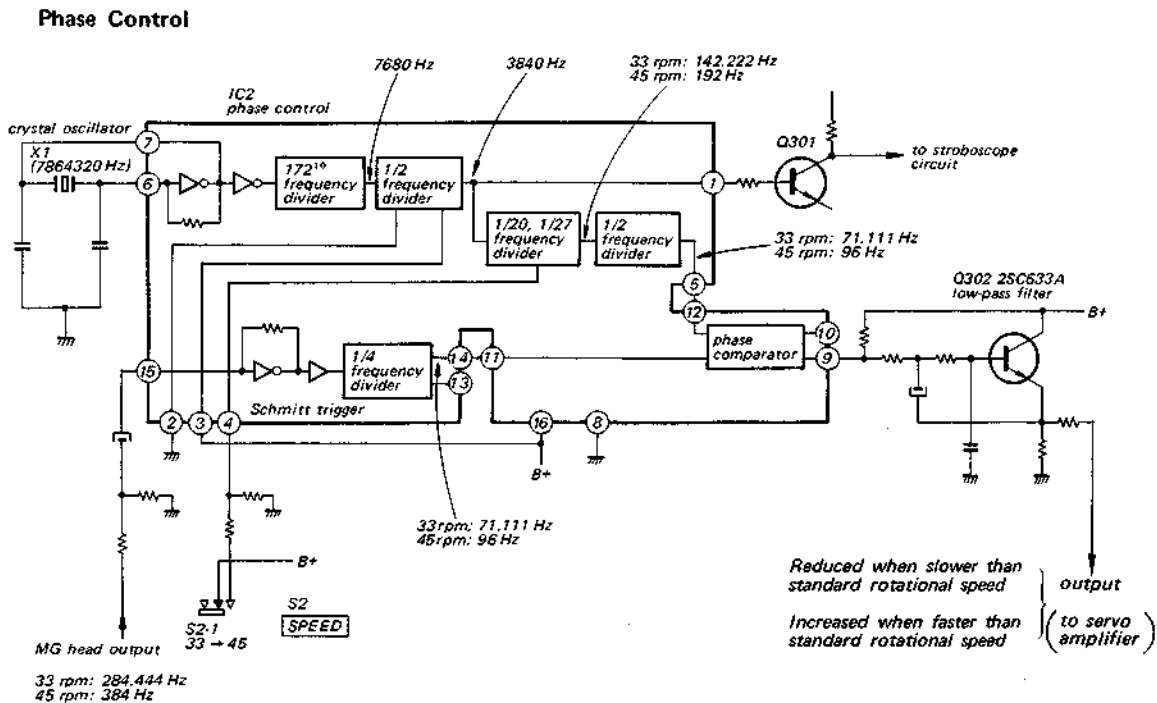 Phase Control
7680 Hz
3840 Hz
33 rpm: 142.222 Hz
45 rpm: 192 Hz
IC2
phase control
crystal oscillator
X1
(7864320 Hz)
7
6
172¹⁰
frequency
divider
1/2
frequency
divider
1
Q301
to stroboscope
circuit
1/20, 1/27
frequency
divider
1/2
frequency
divider
33 rpm: 71.111 Hz
45 rpm: 96 Hz
5
12
Q302 2SC633A
low-pass filter
B+
phase
comparator
10
9
15
1/4
frequency
divider
14
13
11
Schmitt trigger
2
3
4
16
8
B+
33 rpm: 71.111 Hz
45 rpm: 96 Hz
B+
S2-1
33 → 45
S2
SPEED
MG head output
33 rpm: 284.444 Hz
45 rpm: 384 Hz
Reduced when slower than
standard rotational speed
Increased when faster than
standard rotational speed
output
(to servo
amplifier)